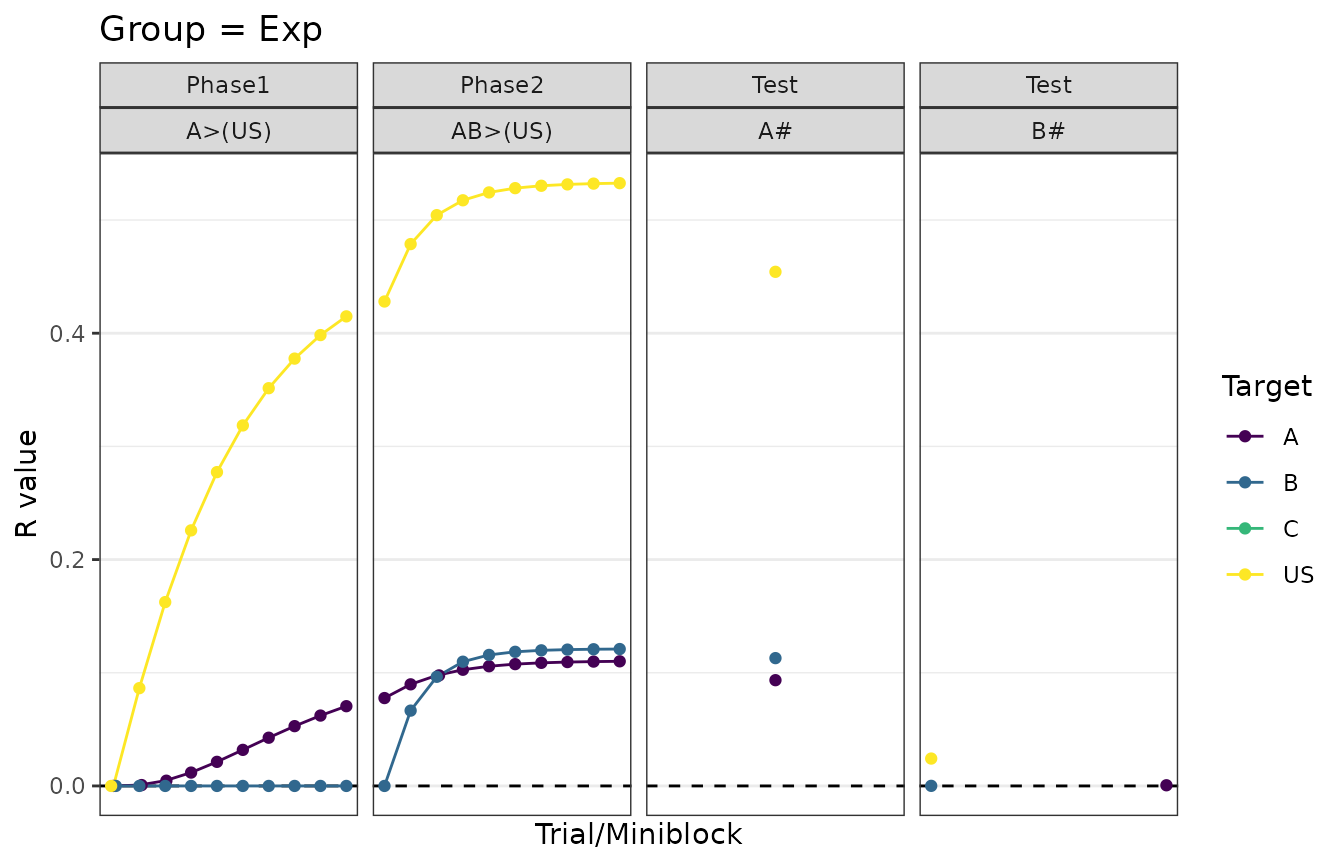 Group = Exp
Phase1
Phase2
Test
Test
A>(US)
AB>(US)
A#
B#
R value
0.4
0.2
0.0
Trial/Miniblock
Target
A
B
C
US